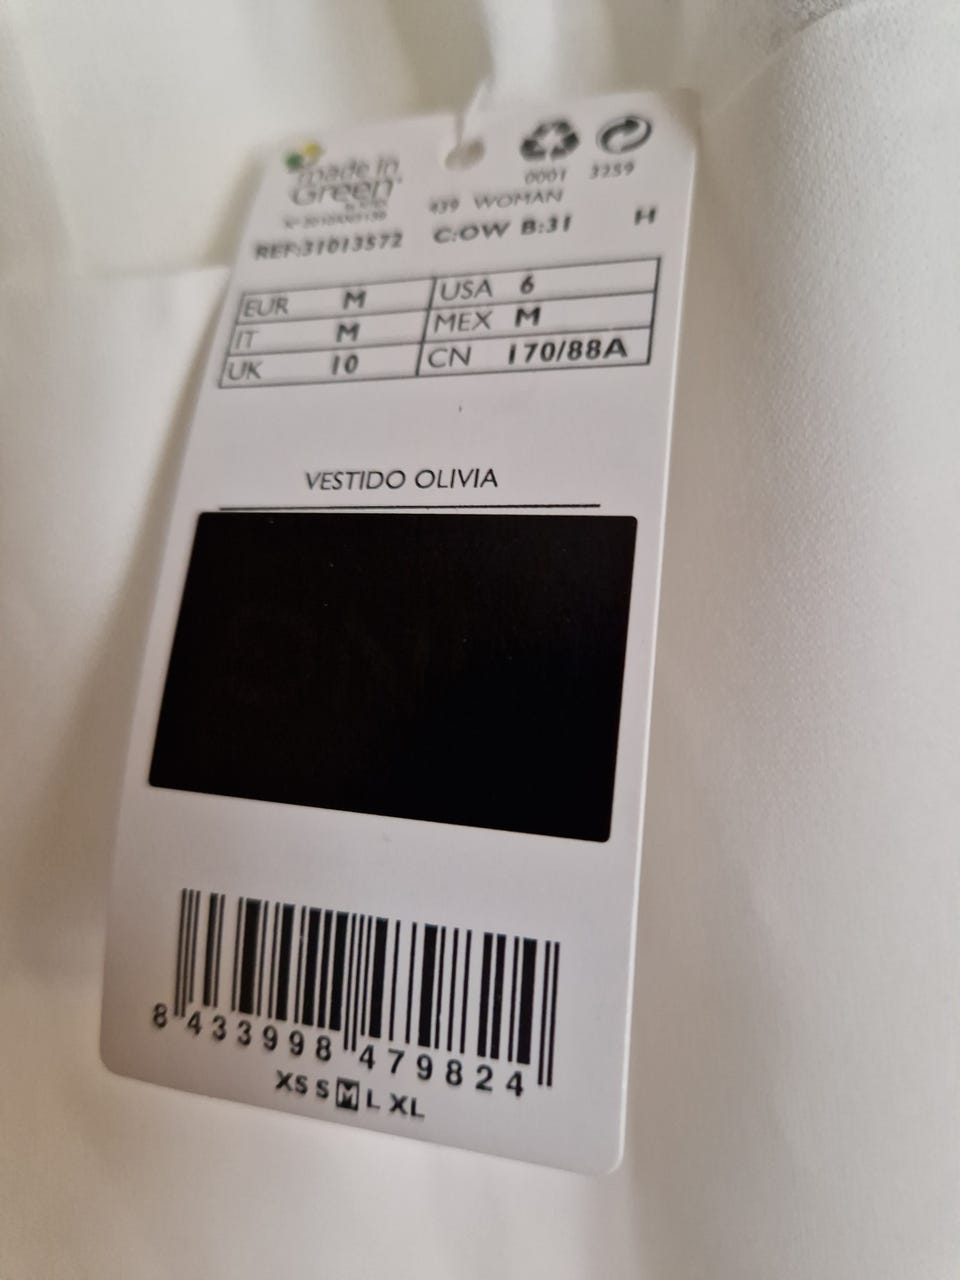 made in
Green
0001 3259
439 WOMAN
REF:31013572 C:OW B:31 H
EUR M USA 6
IT M MEX M
UK 10 CN 170/88A
VESTIDO OLIVIA
8 433998 479824
XS S M L XL